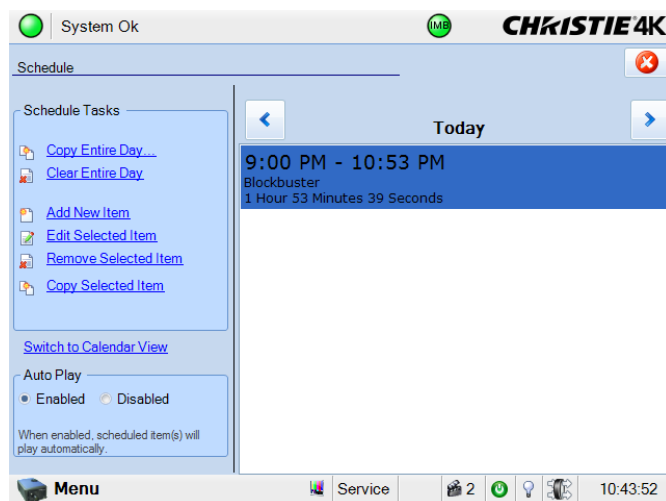 System Ok
IMB
CHRISTIE 4K
Schedule
Schedule Tasks
Copy Entire Day...
Clear Entire Day
Add New Item
Edit Selected Item
Remove Selected Item
Copy Selected Item
Switch to Calendar View
Auto Play
Enabled
Disabled
When enabled, scheduled item(s) will
play automatically.
Today
9:00 PM - 10:53 PM
Blockbuster
1 Hour 53 Minutes 39 Seconds
Menu
Service
2
10:43:52